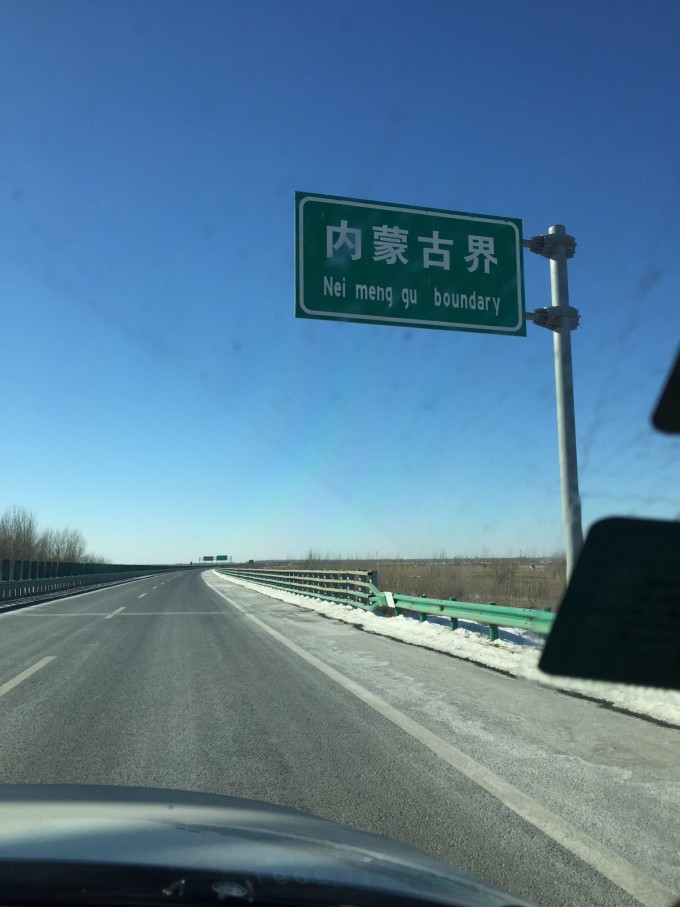 内蒙古界
Nei meng gu boundary